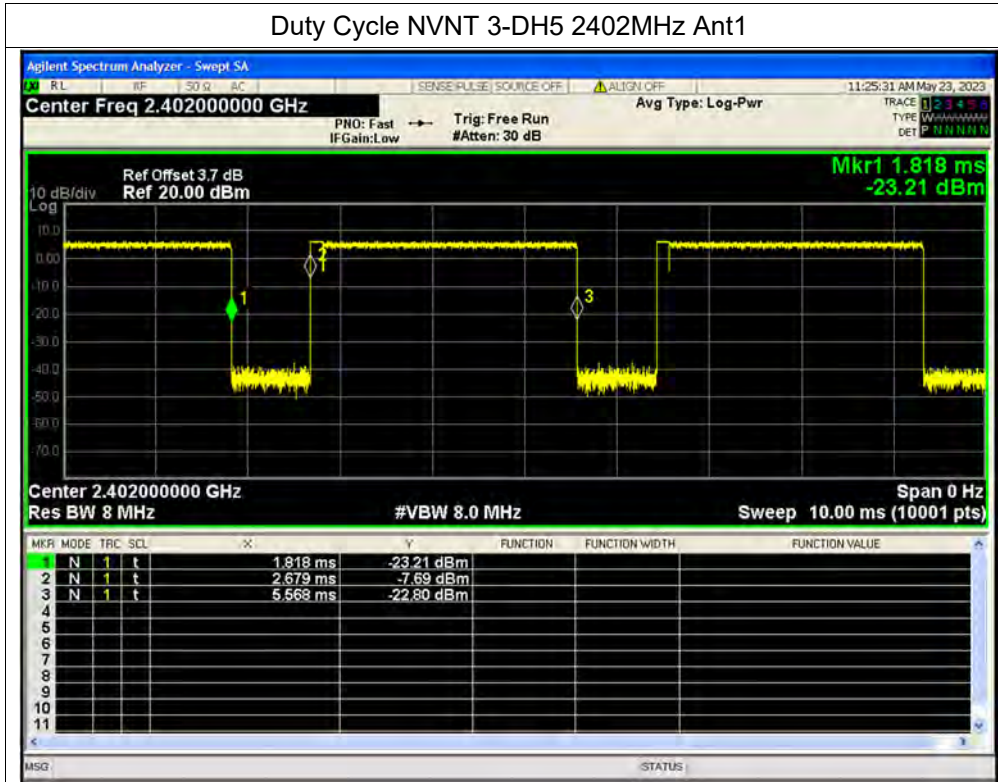 Duty Cycle NVNT 3-DH5 2402MHz Ant1
Agilent Spectrum Analyzer - Swept SA
LXI RL RF 50 Ω AC SENSE:PULSE SOURCE OFF ALIGN OFF 11:25:31 AM May 23, 2023
Center Freq 2.402000000 GHz
PNO: Fast
IFGain:Low
Trig: Free Run
#Atten: 30 dB
Avg Type: Log-Pwr
TRACE 1 2 3 4 5 6
TYPE W
DET P N N N N N
Mkr1 1.818 ms
-23.21 dBm
Ref Offset 3.7 dB
10 dB/div Ref 20.00 dBm
Log
10.0
0.00
-10.0
-20.0
-30.0
-40.0
-50.0
-60.0
-70.0
1
2
3
Center 2.402000000 GHz Span 0 Hz
Res BW 8 MHz #VBW 8.0 MHz Sweep 10.00 ms (10001 pts)
MKR MODE TRC SCL X Y FUNCTION FUNCTION WIDTH FUNCTION VALUE
1 N 1 t 1.818 ms -23.21 dBm
2 N 1 t 2.679 ms -7.69 dBm
3 N 1 t 5.568 ms -22.80 dBm
4
5
6
7
8
9
10
11
MSG STATUS